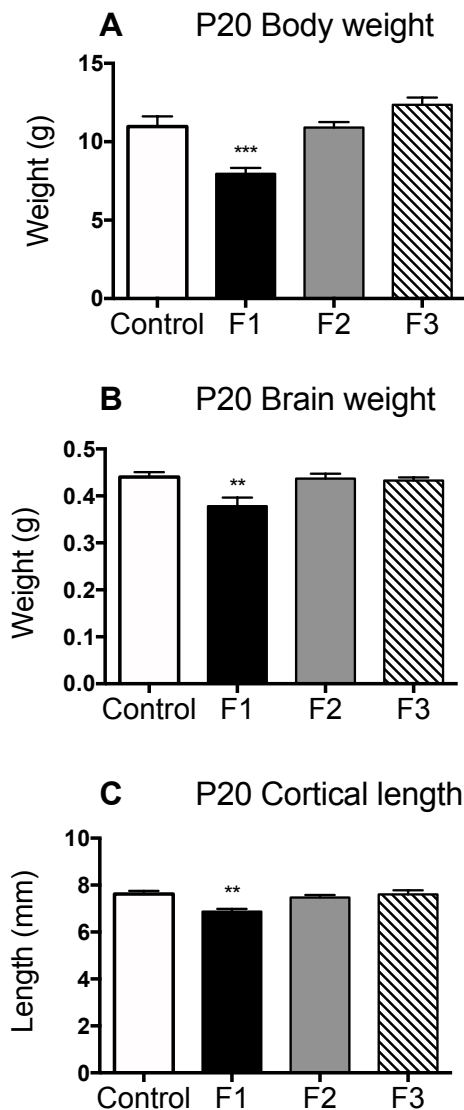 A P20 Body weight
Weight (g)
15
10
5
0
***
Control F1 F2 F3
B P20 Brain weight
Weight (g)
0.5
0.4
0.3
0.2
0.1
0.0
**
Control F1 F2 F3
C P20 Cortical length
Length (mm)
10
8
6
4
2
0
**
Control F1 F2 F3